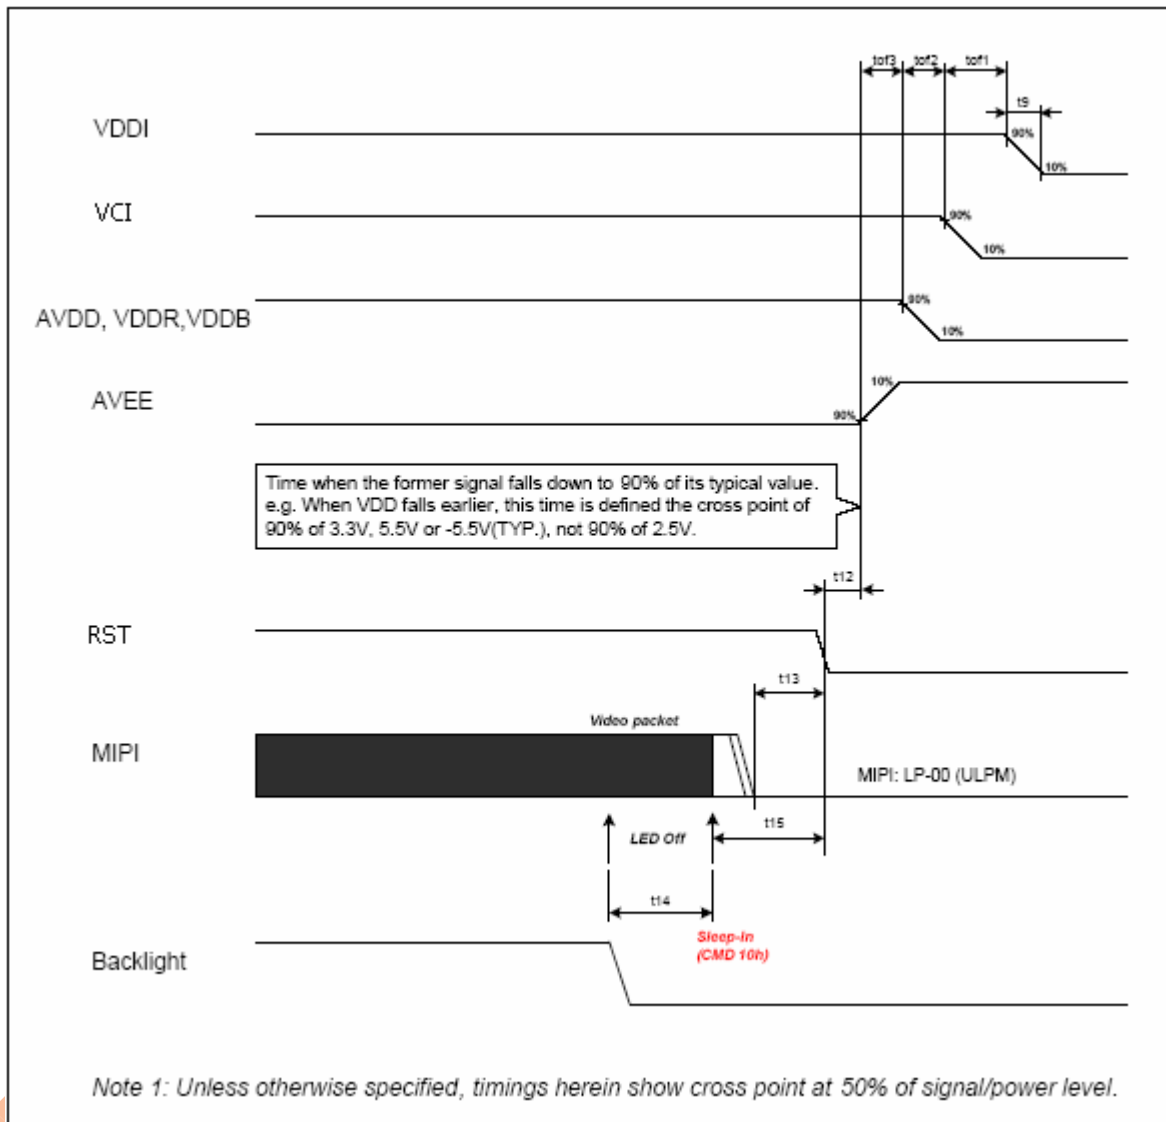 tof3 tof2 tof1
t9
VDDI
90%
10%
VCI
90%
10%
AVDD, VDDR,VDDB
90%
10%
AVEE
10%
90%
Time when the former signal falls down to 90% of its typical value.
e.g. When VDD falls earlier, this time is defined the cross point of
90% of 3.3V, 5.5V or -5.5V(TYP.), not 90% of 2.5V.
t12
RST
t13
Video packet
MIPI
MIPI: LP-00 (ULPM)
LED Off
t15
t14
Sleep-In
(CMD 10h)
Backlight
Note 1: Unless otherwise specified, timings herein show cross point at 50% of signal/power level.